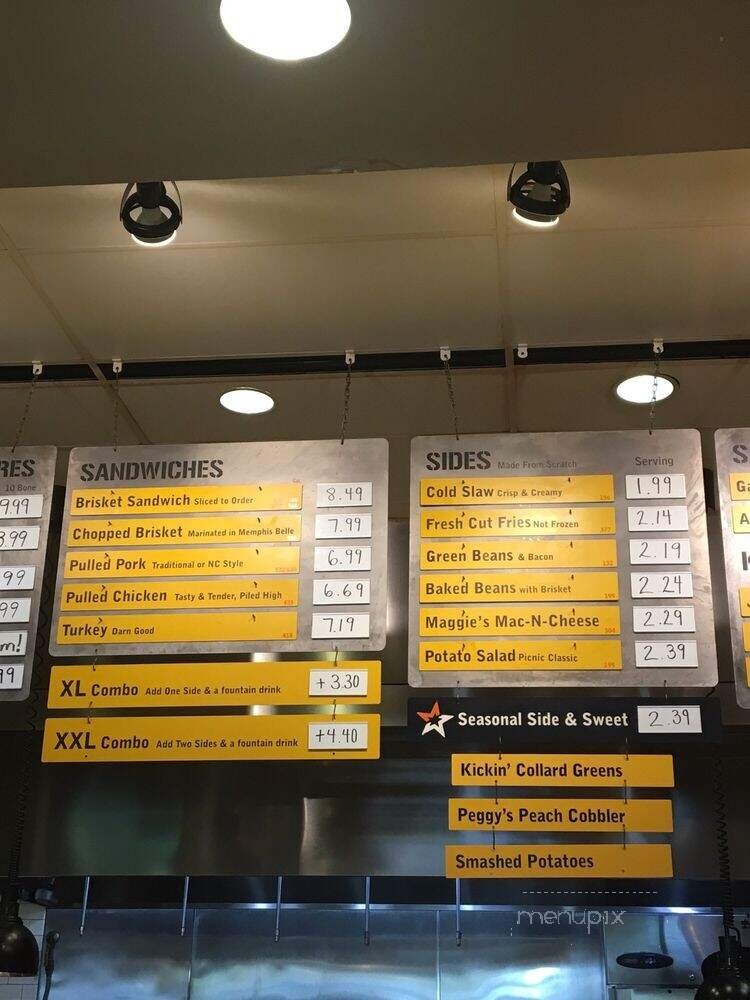 RES
10 Bone
9.99
8.99
99
99
m!
99
SANDWICHES
Brisket Sandwich Sliced to Order 8.49
Chopped Brisket Marinated in Memphis Belle 7.99
Pulled Pork Traditional or NC Style 6.99
Pulled Chicken Tasty & Tender, Piled High 6.69
Turkey Darn Good 7.19
XL Combo Add One Side & a fountain drink +3.30
XXL Combo Add Two Sides & a fountain drink +4.40
SIDES Made From Scratch Serving
Cold Slaw Crisp & Creamy 1.99
Fresh Cut Fries Not Frozen 2.14
Green Beans & Bacon 2.19
Baked Beans with Brisket 2.24
Maggie's Mac-N-Cheese 2.29
Potato Salad Picnic Classic 2.39
Seasonal Side & Sweet 2.39
Kickin' Collard Greens
Peggy's Peach Cobbler
Smashed Potatoes
S
Ga
A
menupix